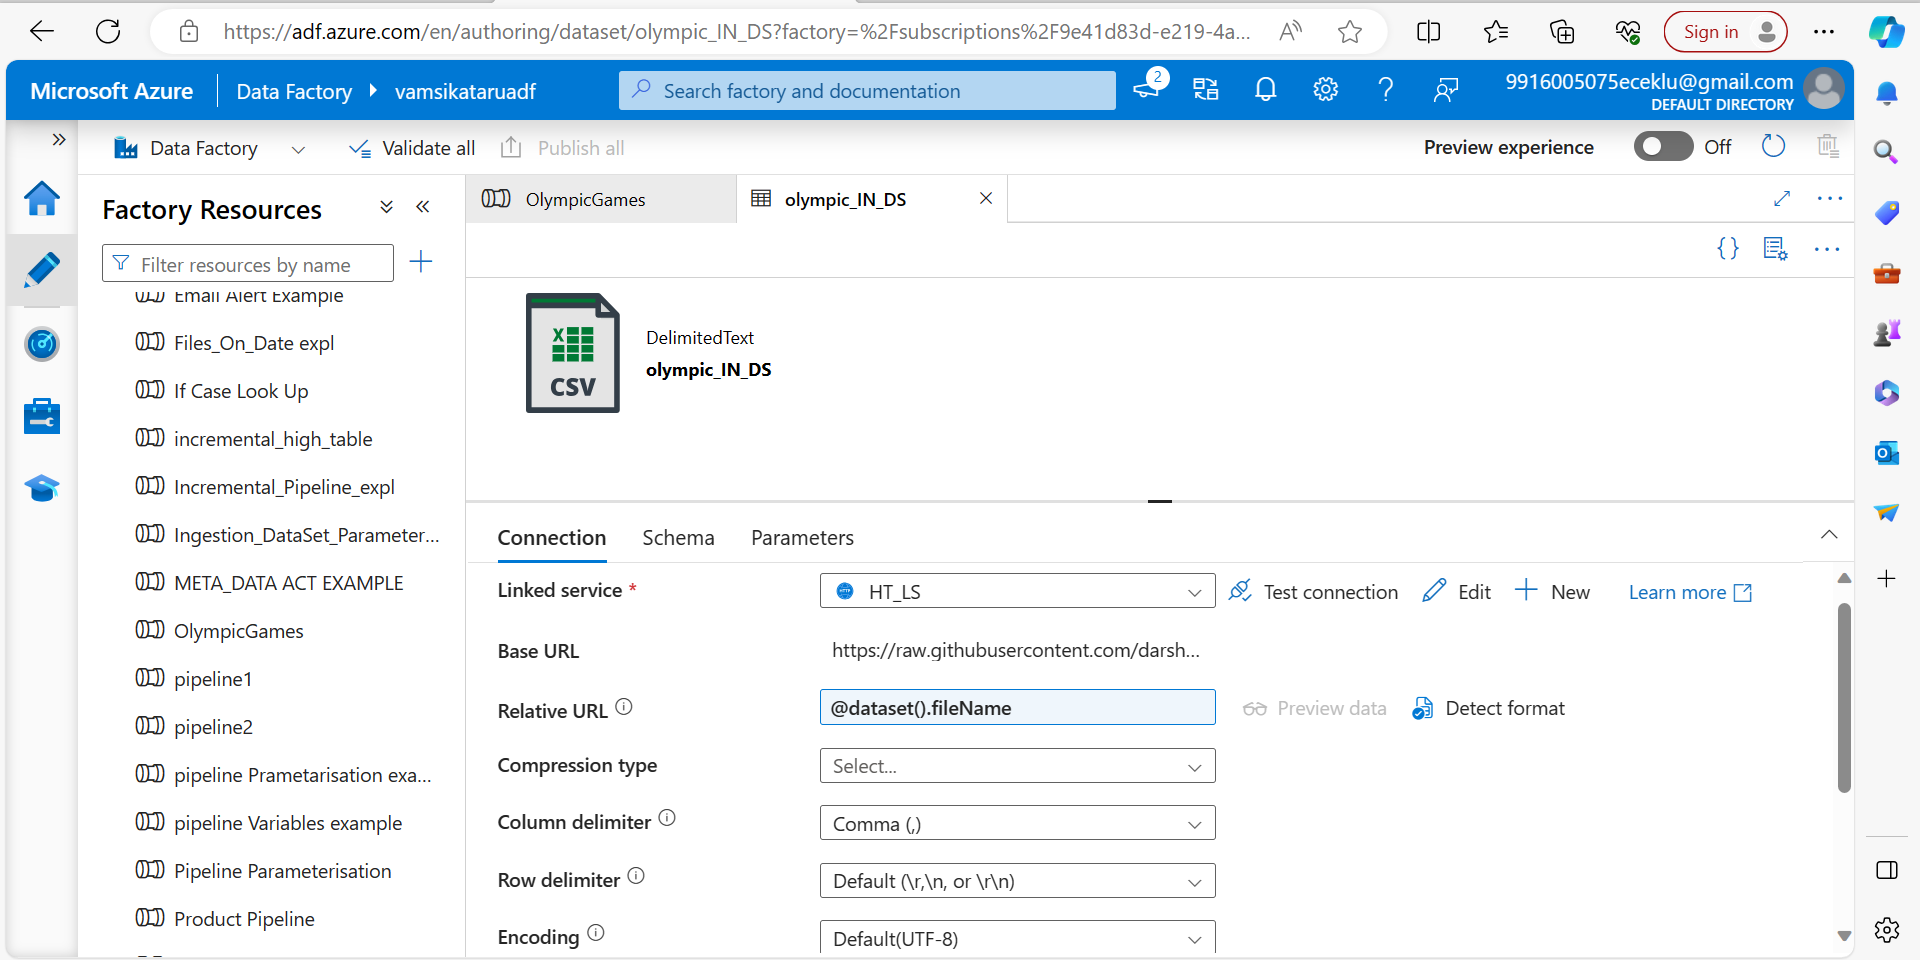 https://adf.azure.com/en/authoring/dataset/olympic_IN_DS?factory=%2Fsubscriptions%2F9e41d83d-e219-4a...
Sign in
Microsoft Azure
Data Factory
vamsikataruadf
Search factory and documentation
2
9916005075eceklu@gmail.com
DEFAULT DIRECTORY
Data Factory
Validate all
Publish all
Preview experience
Off
Factory Resources
Filter resources by name
Email Alert Example
Files_On_Date expl
If Case Look Up
incremental_high_table
Incremental_Pipeline_expl
Ingestion_DataSet_Parameter...
META_DATA ACT EXAMPLE
OlympicGames
pipeline1
pipeline2
pipeline Prametarisation exa...
pipeline Variables example
Pipeline Parameterisation
Product Pipeline
OlympicGames
olympic_IN_DS
X
CSV
DelimitedText
olympic_IN_DS
Connection
Schema
Parameters
Linked service *
HTTP
HT_LS
Test connection
Edit
New
Learn more
Base URL
https://raw.githubusercontent.com/darsh...
Relative URL
@dataset().fileName
Preview data
Detect format
Compression type
Select...
Column delimiter
Comma (,)
Row delimiter
Default (\r,\n, or \r\n)
Encoding
Default(UTF-8)